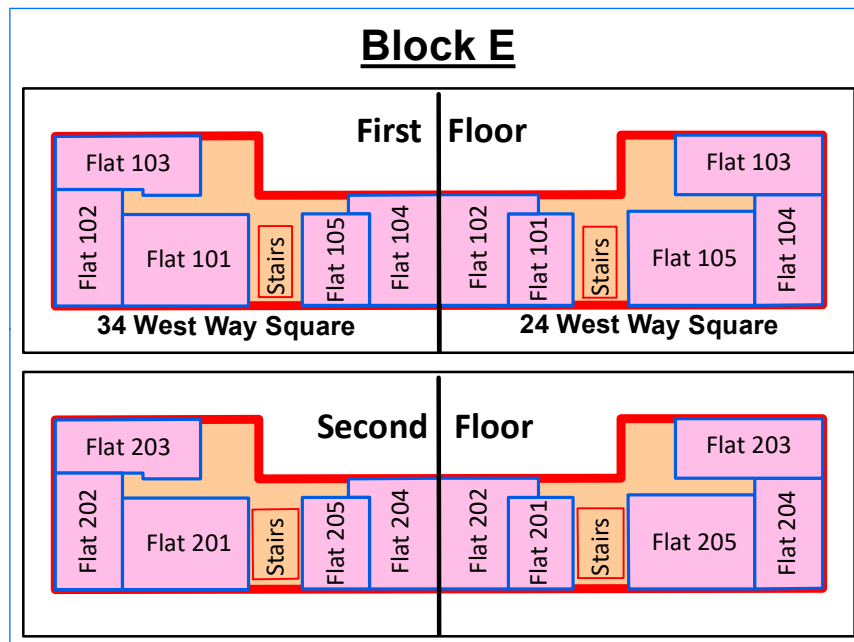 Block E
First Floor
Flat 103
Flat 102
Flat 101
Stairs
Flat 105
Flat 104
Flat 102
Flat 101
Stairs
Flat 105
Flat 103
Flat 104
34 West Way Square
24 West Way Square
Second Floor
Flat 203
Flat 202
Flat 201
Stairs
Flat 205
Flat 204
Flat 202
Flat 201
Stairs
Flat 205
Flat 203
Flat 204